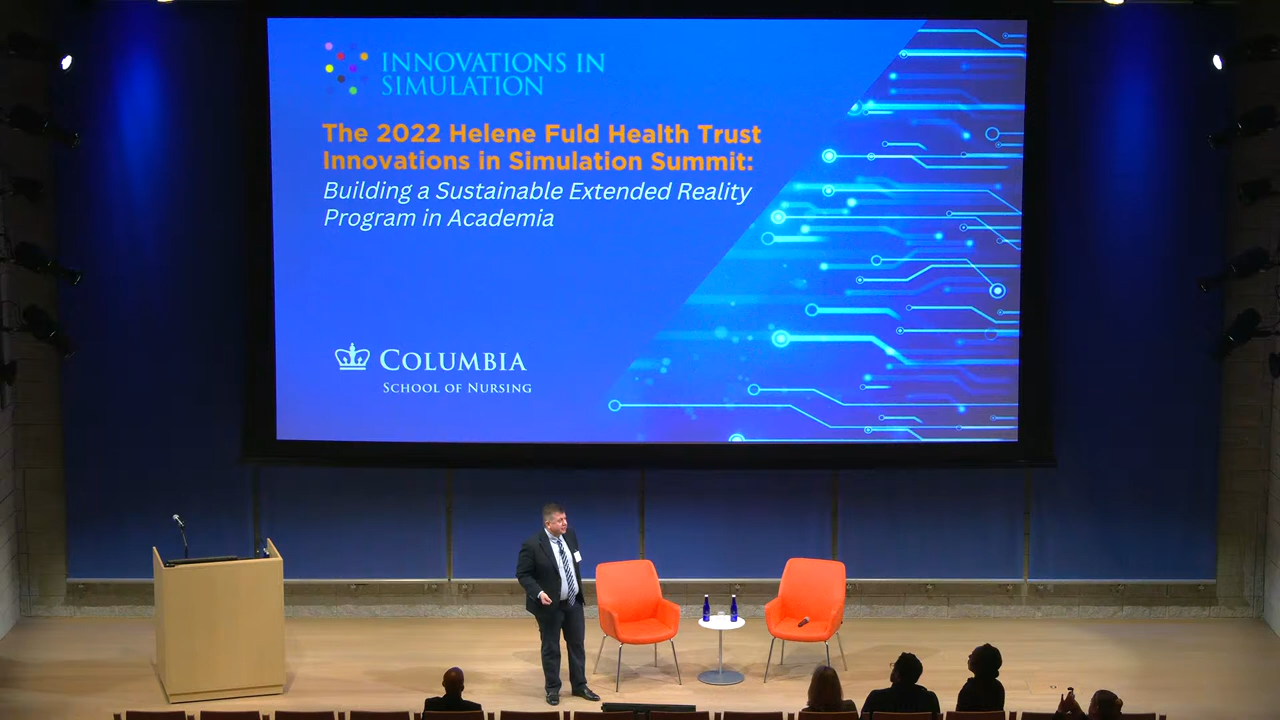 INNOVATIONS IN
SIMULATION
The 2022 Helene Fuld Health Trust
Innovations in Simulation Summit:
Building a Sustainable Extended Reality
Program in Academia
COLUMBIA
SCHOOL OF NURSING